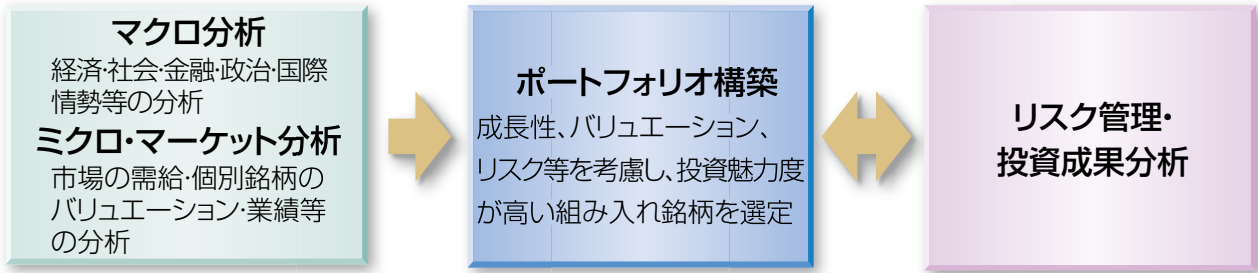 マクロ分析
経済・社会・金融・政治・国際
情勢等の分析
ミクロ・マーケット分析
市場の需給・個別銘柄の
バリュエーション・業績等
の分析
ポートフォリオ構築
成長性、バリュエーション、
リスク等を考慮し、投資魅力度
が高い組み入れ銘柄を選定
リスク管理・
投資成果分析